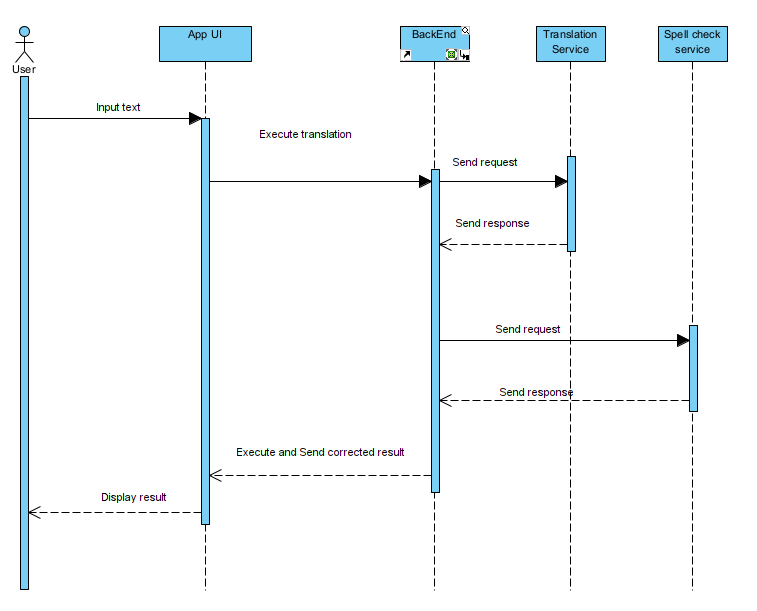 App UI
BackEnd
Translation
Service
Spell check
service
User
Input text
Execute translation
Send request
Send response
Send request
Send response
Execute and Send corrected result
Display result